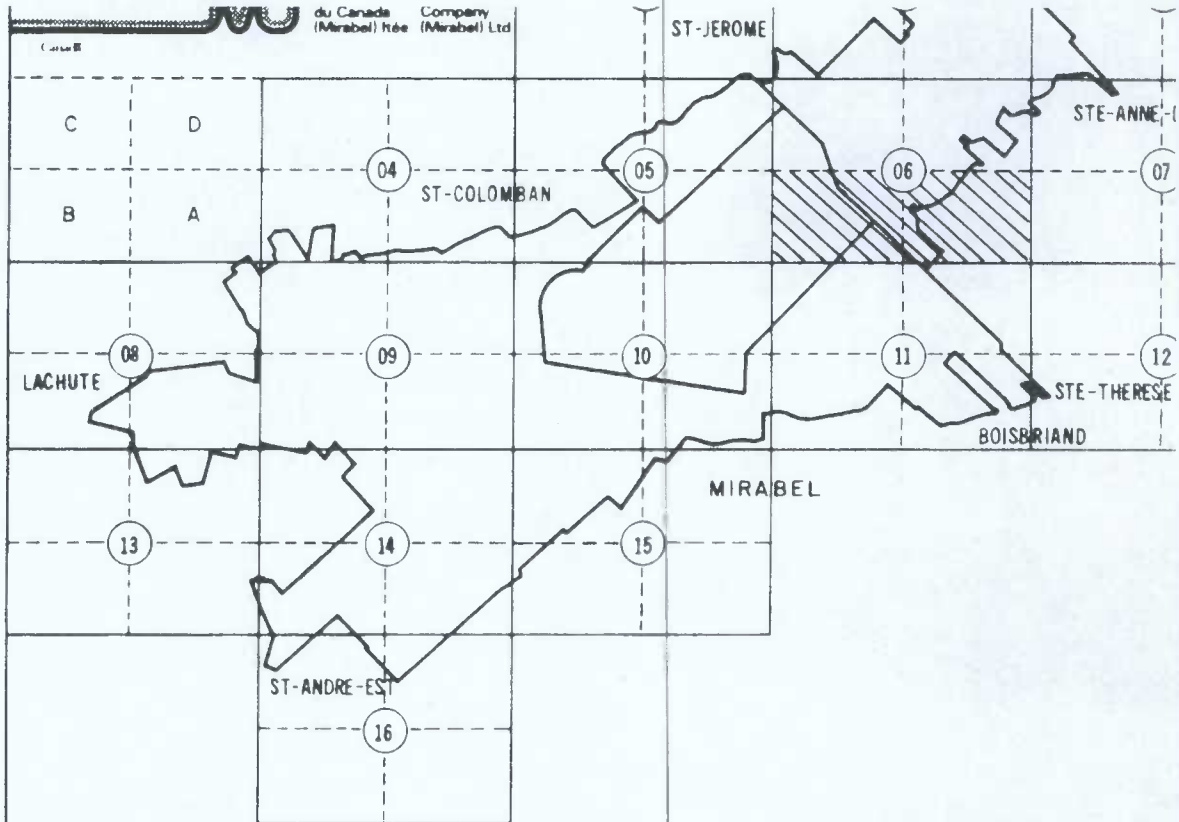 du Canada Company
(Mirabel) ltée (Mirabel) Ltd
ST-JEROME
C D
STE-ANNE-
04 05 06 07
ST-COLOMBAN
B A
08 09 10 11 12
LACHUTE
STE-THERESE
BOISBRIAND
MIRABEL
13 14 15
ST-ANDRE-EST
16